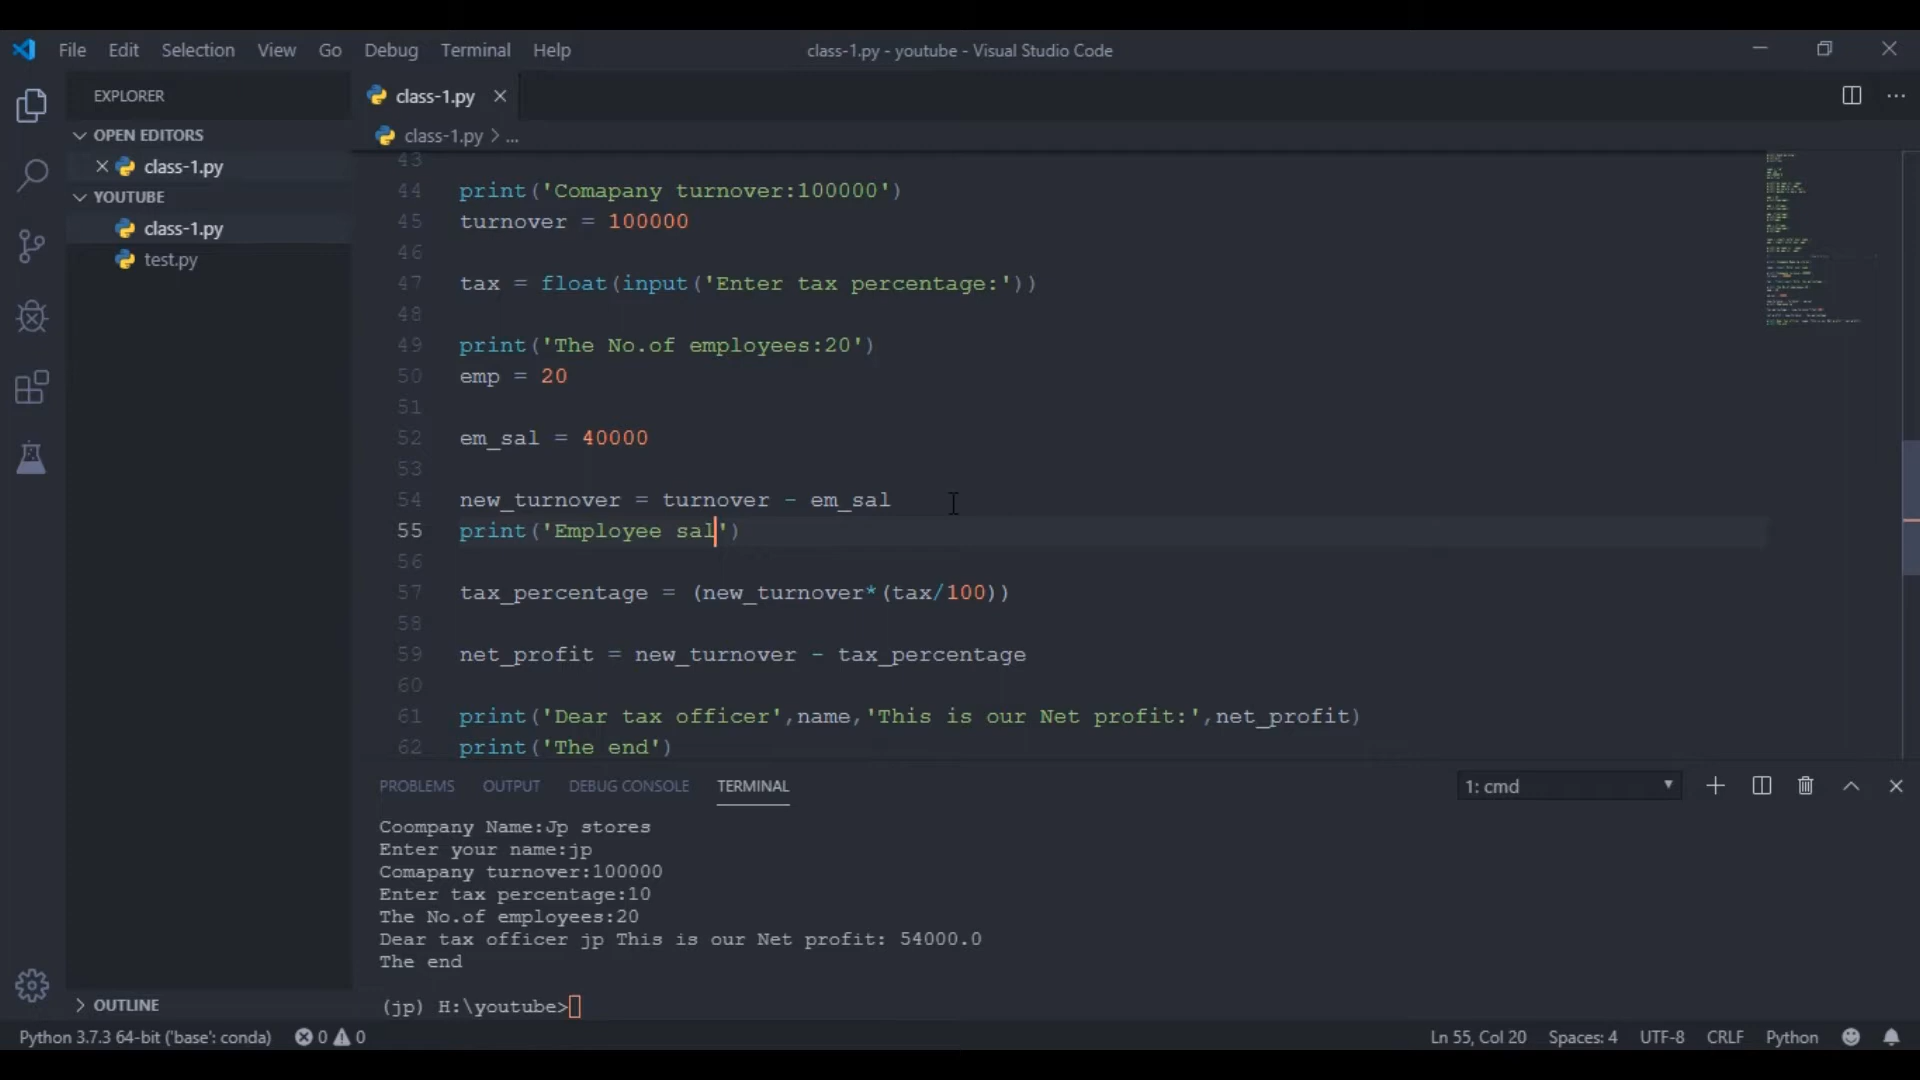 File Edit Selection View Go Debug Terminal Help
class-1.py - youtube - Visual Studio Code
EXPLORER
OPEN EDITORS
class-1.py
YOUTUBE
class-1.py
test.py
OUTLINE
class-1.py
class-1.py > ...
43
44 print('Comapany turnover:100000')
45 turnover = 100000
46
47 tax = float(input('Enter tax percentage:'))
48
49 print('The No.of employees:20')
50 emp = 20
51
52 em_sal = 40000
53
54 new_turnover = turnover - em_sal
55 print('Employee sal')
56
57 tax_percentage = (new_turnover*(tax/100))
58
59 net_profit = new_turnover - tax_percentage
60
61 print('Dear tax officer',name,'This is our Net profit:',net_profit)
62 print('The end')
PROBLEMS OUTPUT DEBUG CONSOLE TERMINAL 1: cmd
Coompany Name:Jp stores
Enter your name:jp
Comapany turnover:100000
Enter tax percentage:10
The No.of employees:20
Dear tax officer jp This is our Net profit: 54000.0
The end
(jp) H:\youtube>
Python 3.7.3 64-bit ('base': conda) 0 0 Ln 55, Col 20 Spaces: 4 UTF-8 CRLF Python